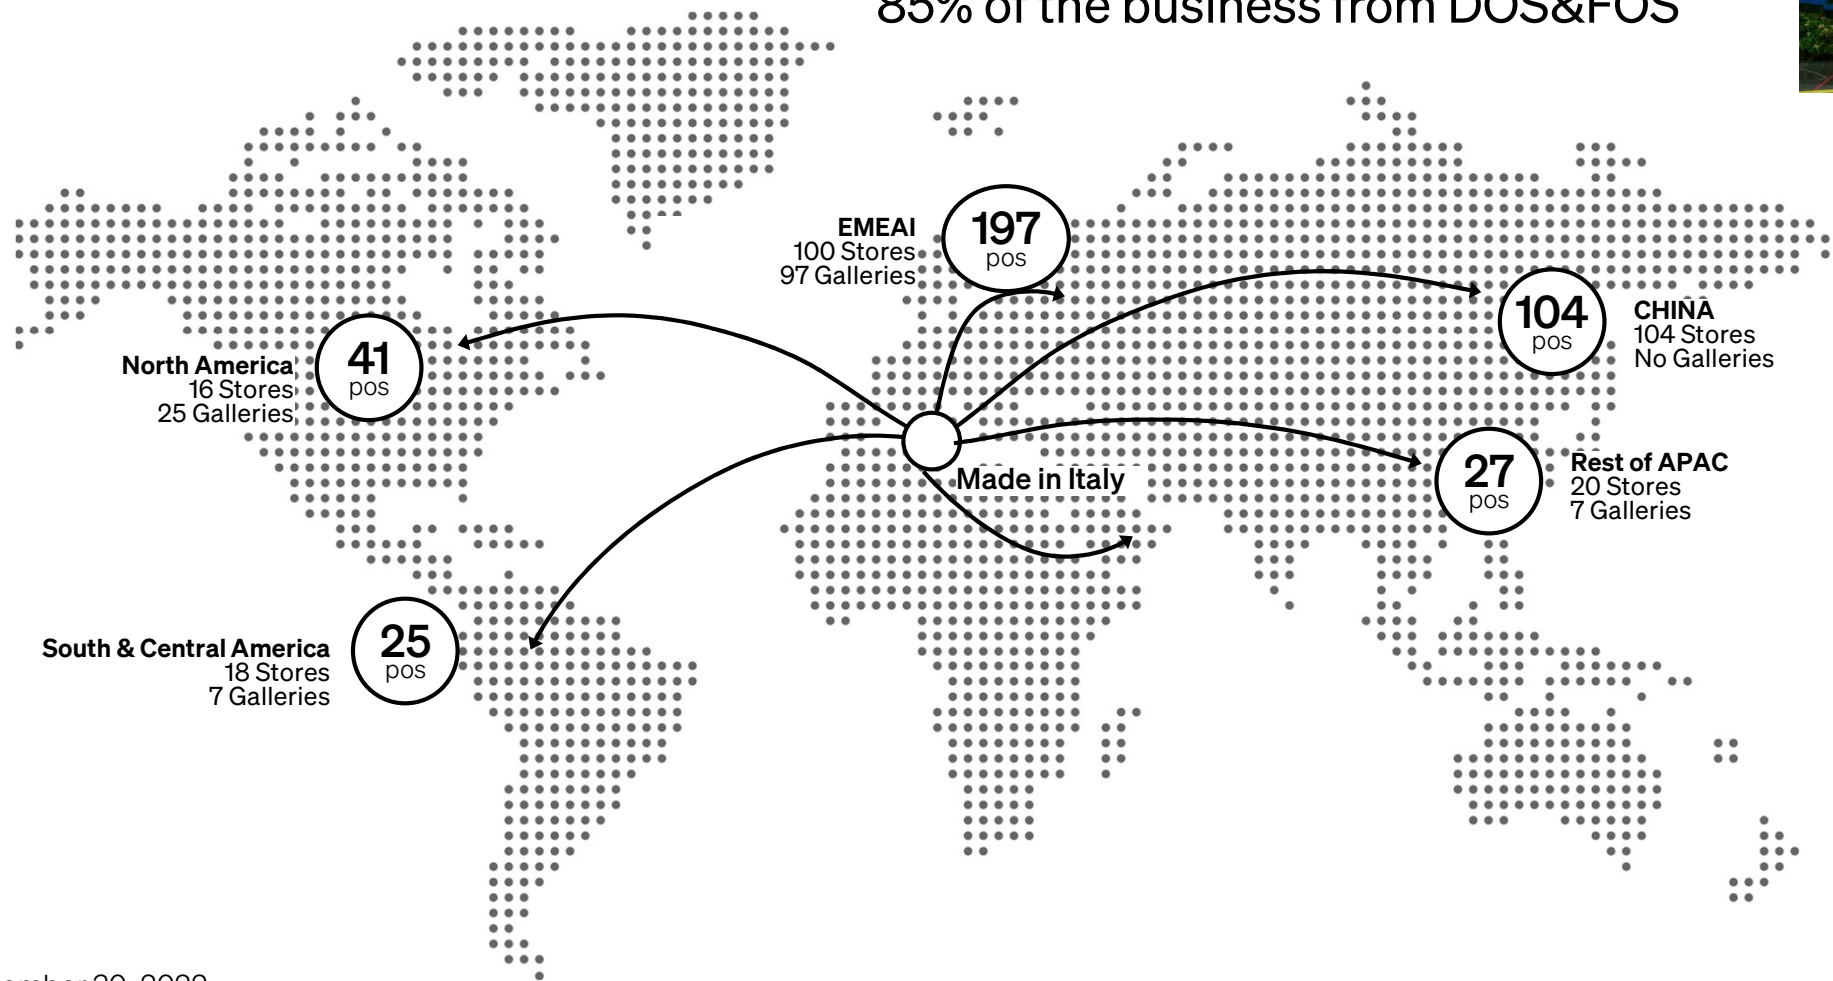 85% of the business from DOS&FOS
EMEAI
100 Stores
97 Galleries
197
pos
104
pos
CHINA
104 Stores
No Galleries
North America
16 Stores
25 Galleries
41
pos
Made in Italy
27
pos
Rest of APAC
20 Stores
7 Galleries
South & Central America
18 Stores
7 Galleries
25
pos